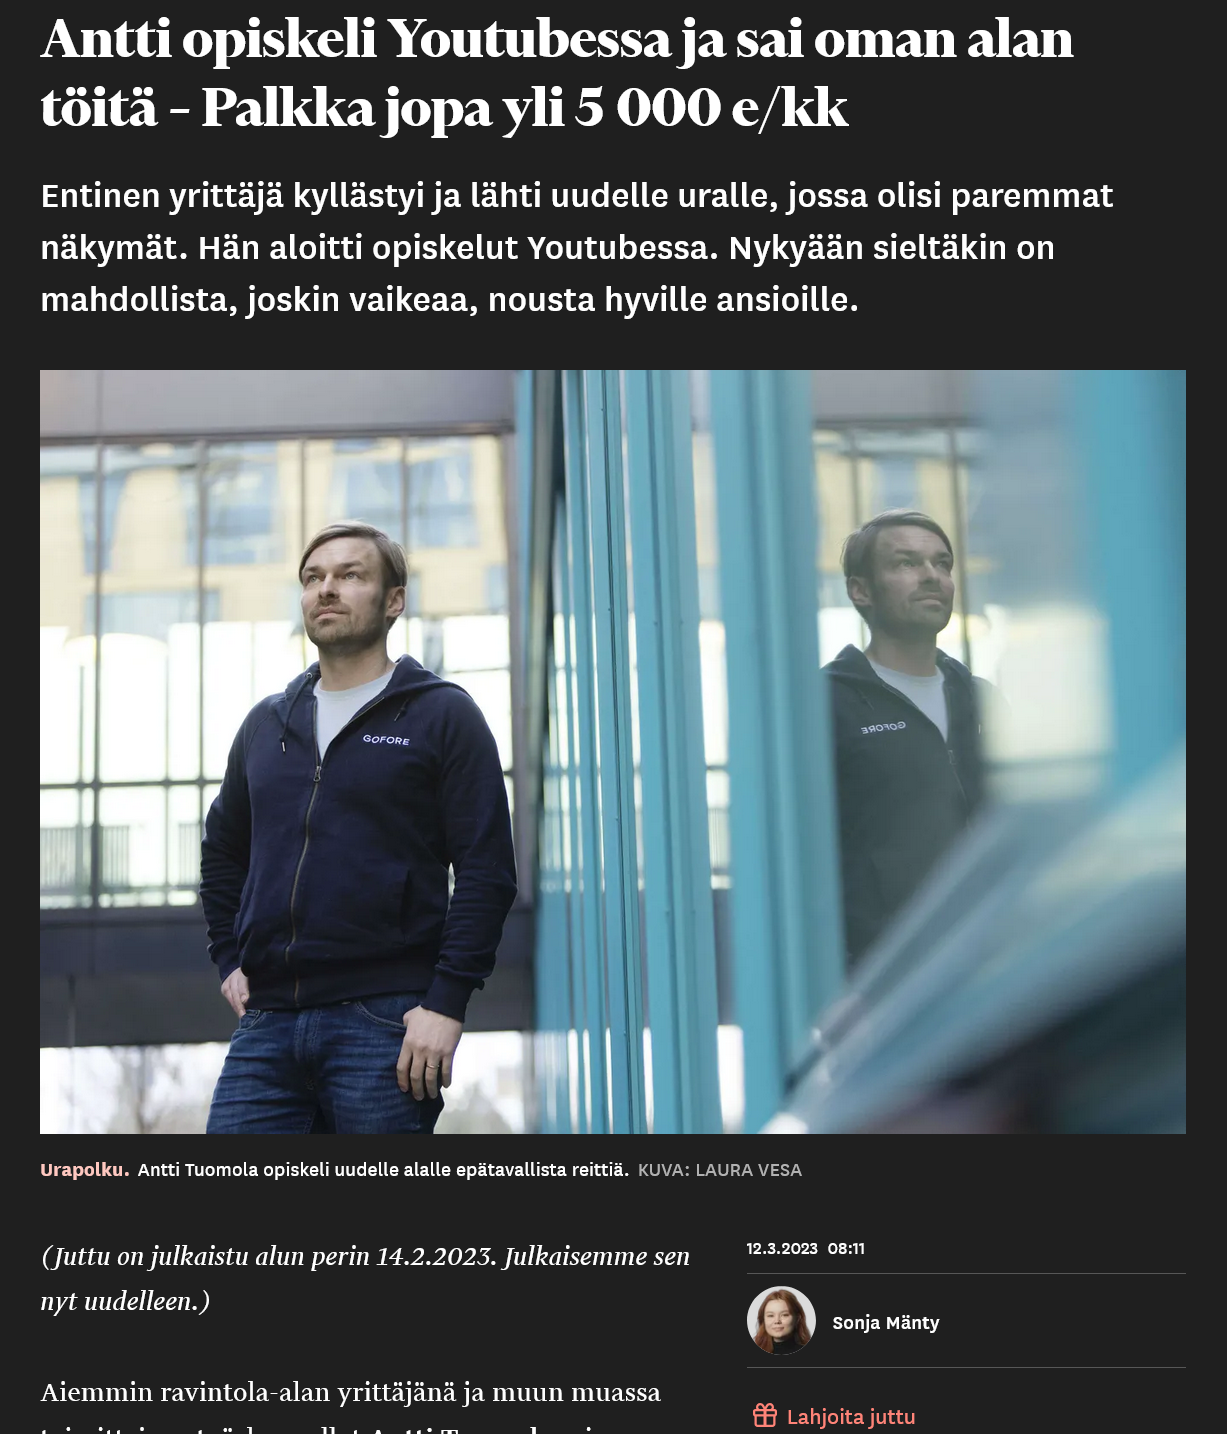 Antti opiskeli Youtubessa ja sai oman alan
töitä – Palkka jopa yli 5 000 e/kk
Entinen yrittäjä kyllästyi ja lähti uudelle uralle, jossa olisi paremmat
näkymät. Hän aloitti opiskelut Youtubessa. Nykyään sieltäkin on
mahdollista, joskin vaikeaa, nousta hyville ansioille.
GOFORE
GOFORE
Urapolku. Antti Tuomola opiskeli uudelle alalle epätavallista reittiä. KUVA: LAURA VESA
(Juttu on julkaistu alun perin 14.2.2023. Julkaisemme sen
nyt uudelleen.)
Aiemmin ravintola-alan yrittäjänä ja muun muassa
12.3.2023 08:11
Sonja Mänty
Lahjoita juttu